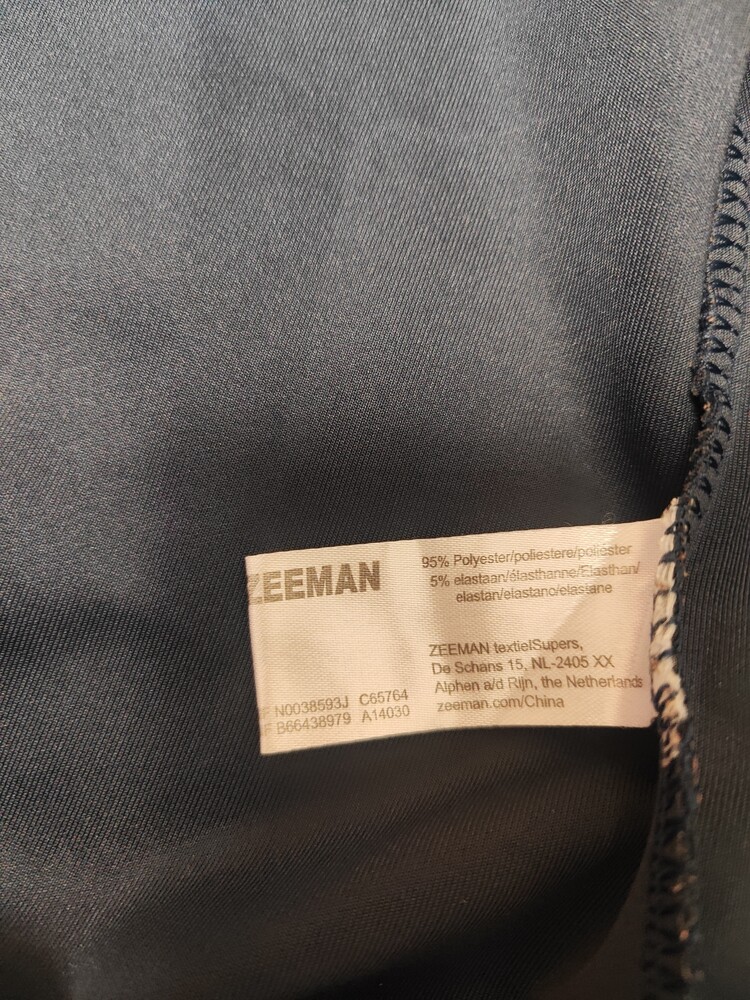 ZEEMAN
95% Polyester/poliestere/poliester
5% elastaan/élasthanne/Elasthan/
elastan/elastano/elastane
ZEEMAN textielSupers,
De Schans 15, NL-2405 XX
Alphen a/d Rijn, the Netherlands
zeeman.com/China
F N0038593J C65764
F B66438979 A14030